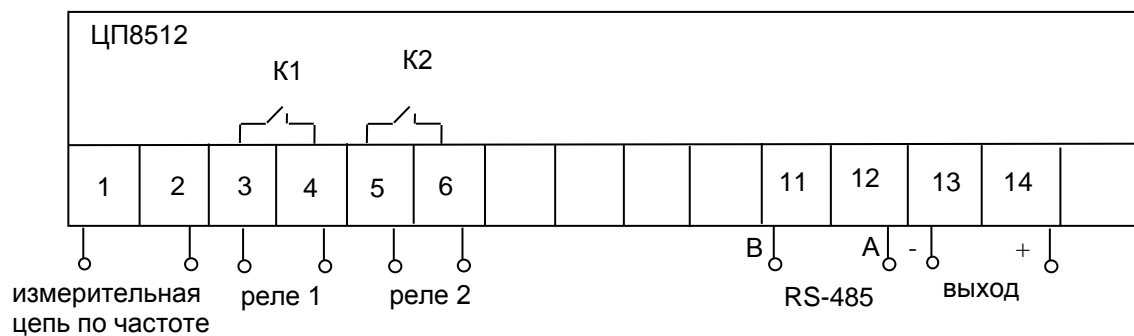 ЦП8512
К1
К2
1 2 3 4 5 6 11 12 13 14
B A - +
измерительная
цепь по частоте
реле 1
реле 2
RS-485
выход